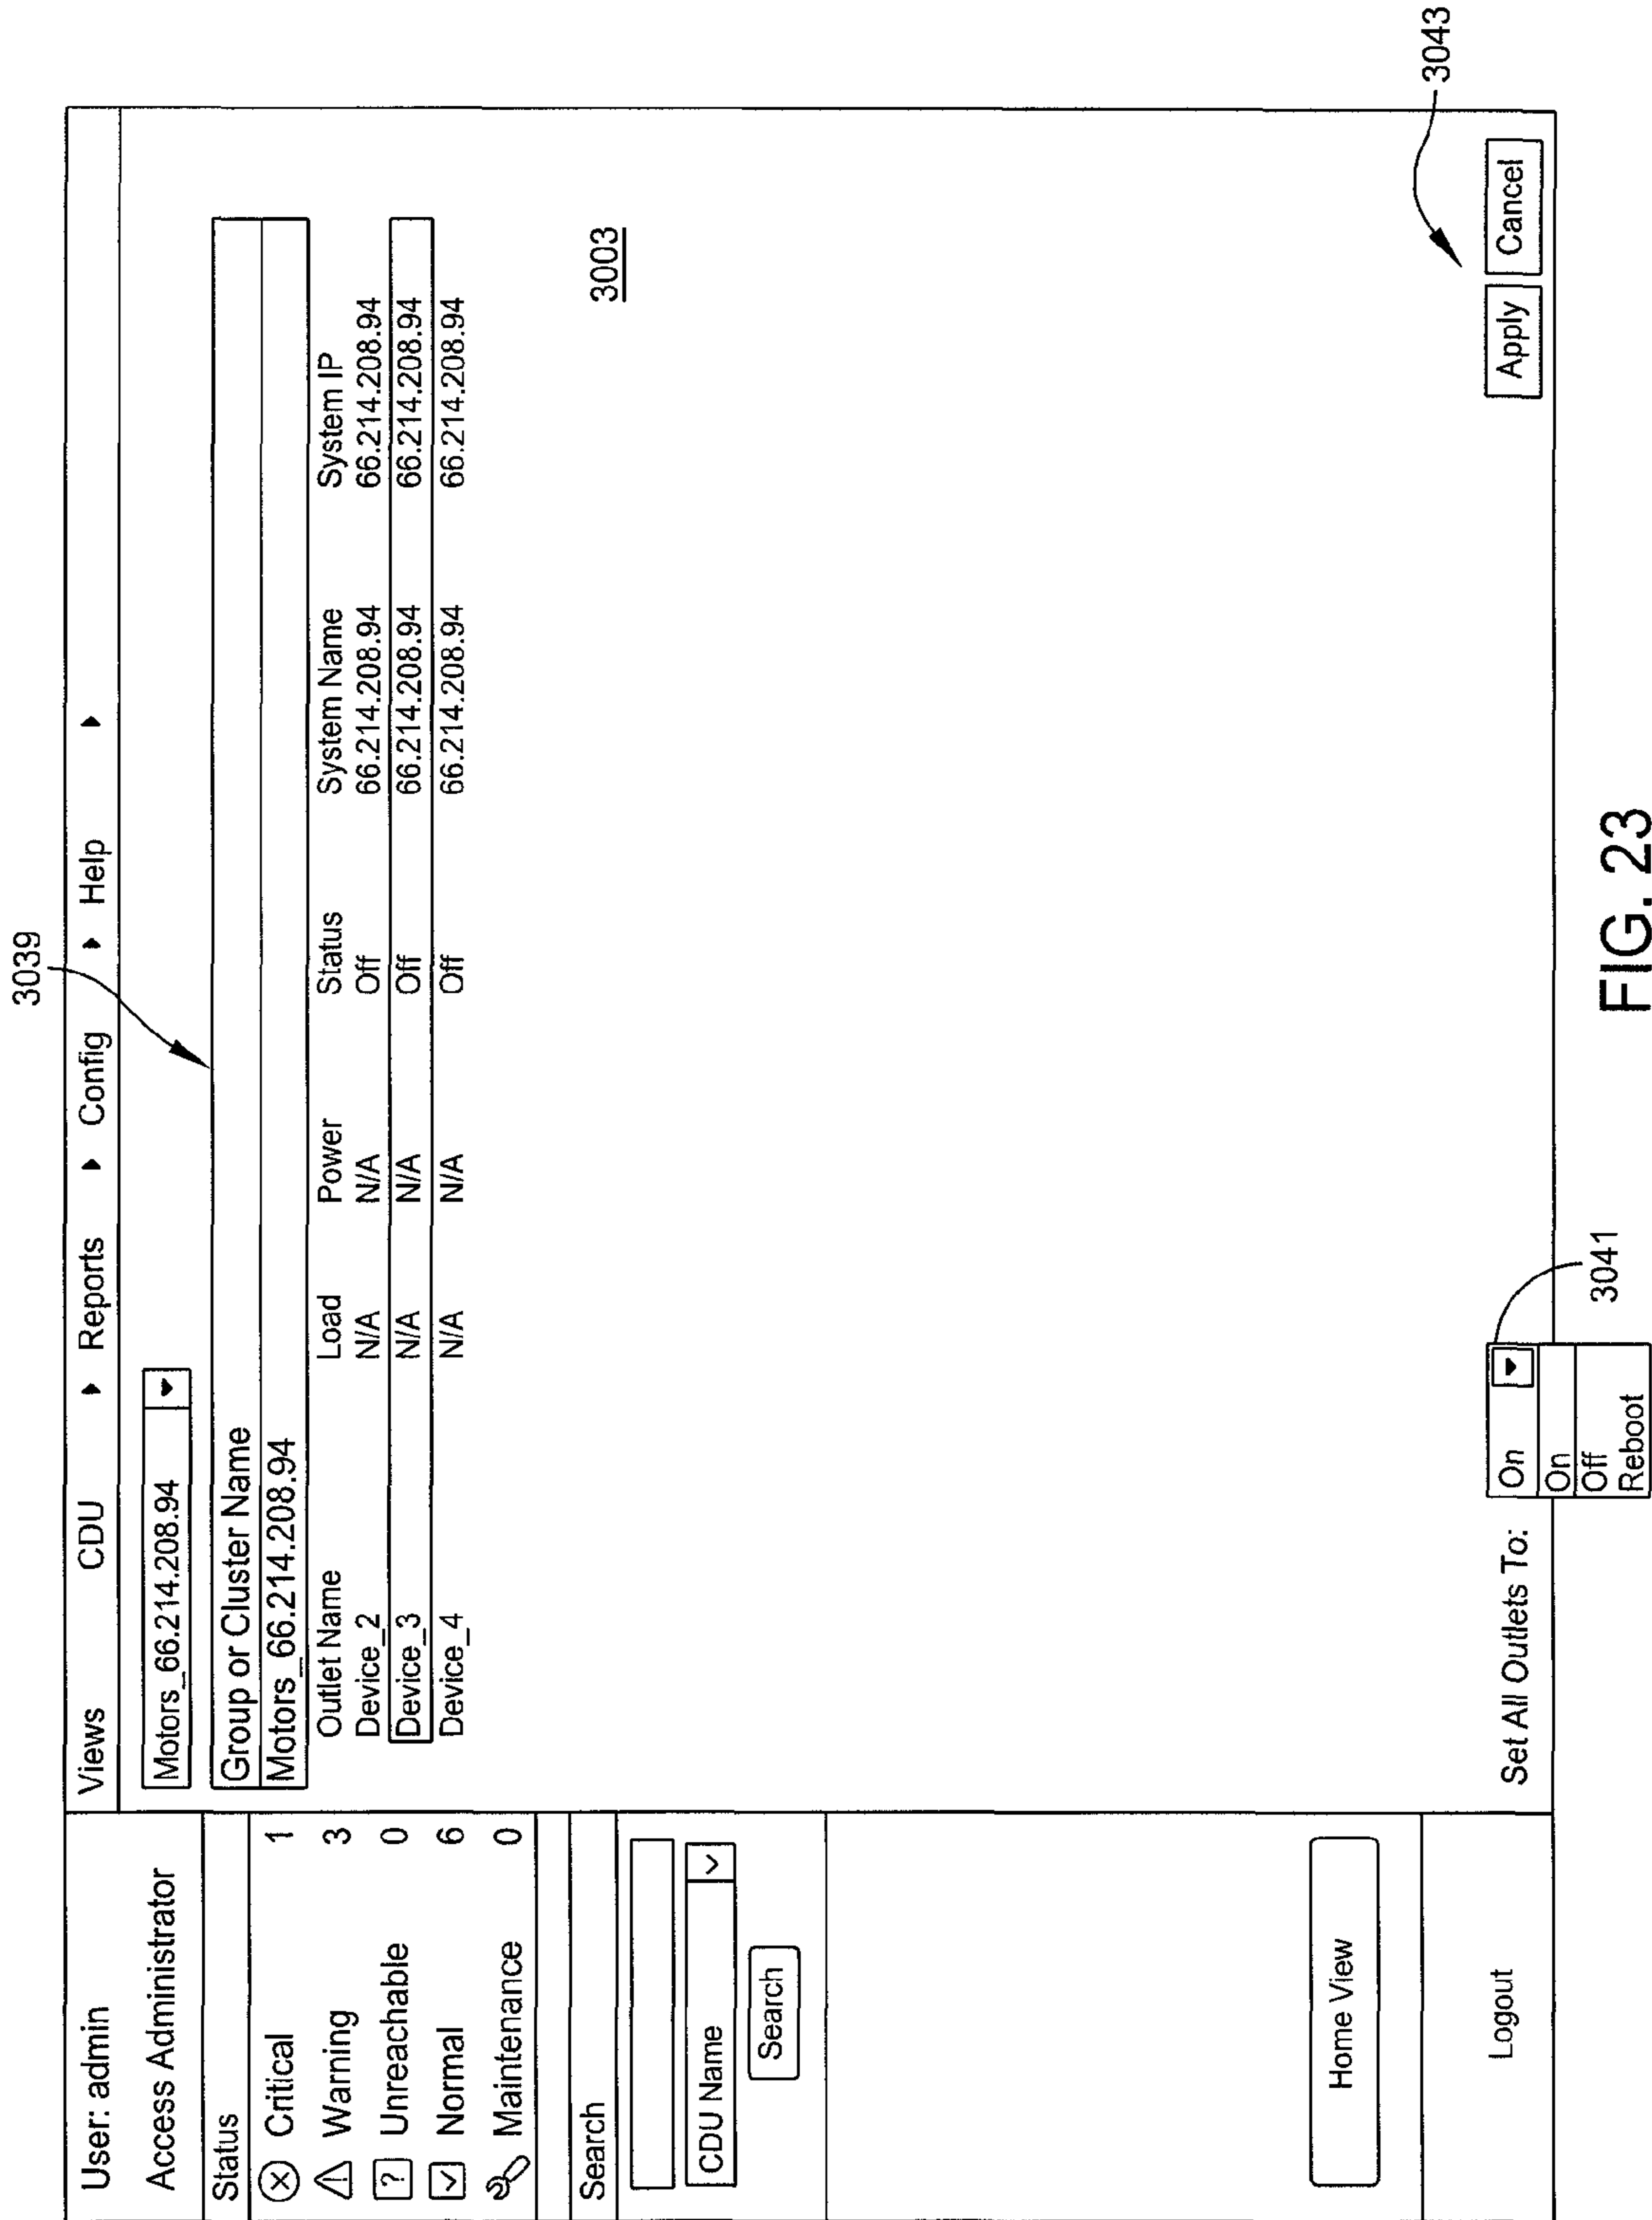 3039
User: admin
Access Administrator
Status
Critical 1
Warning 3
? Unreachable 0
Normal 6
Maintenance 0
Search
CDU Name
Search
Home View
Logout
Views CDU Reports Config Help
Motors_66.214.208.94
Group or Cluster Name
Motors_66.214.208.94
Outlet Name Load Power Status System Name System IP
Device_2 N/A N/A Off 66.214.208.94 66.214.208.94
Device_3 N/A N/A Off 66.214.208.94 66.214.208.94
Device_4 N/A N/A Off 66.214.208.94 66.214.208.94
3003
3043
Set All Outlets To: On
On
Off
Reboot
3041
Apply Cancel
FIG. 23